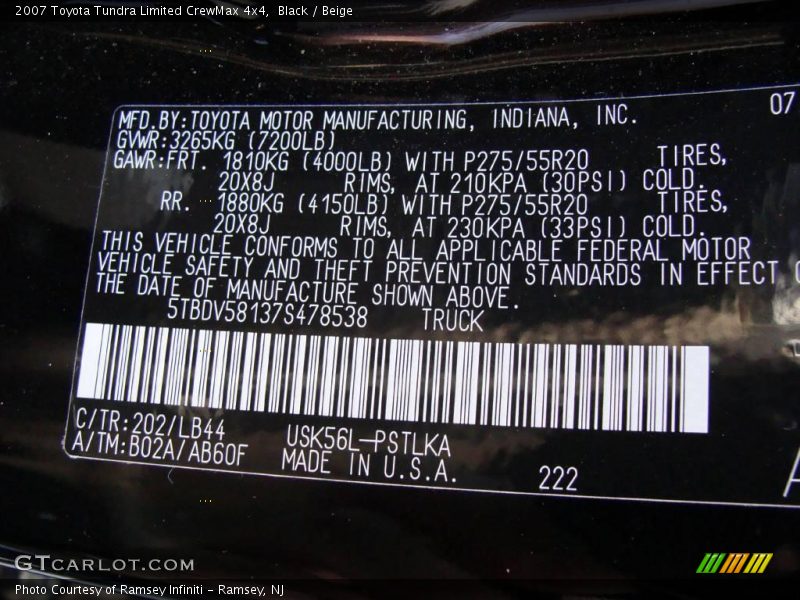 2007 Toyota Tundra Limited CrewMax 4x4, Black / Beige
07
MFD.BY:TOYOTA MOTOR MANUFACTURING, INDIANA, INC.
GVWR:3265KG (7200LB)
GAWR:FRT. 1810KG (4000LB) WITH P275/55R20 TIRES,
20X8J RIMS, AT 210KPA (30PSI) COLD.
RR. 1880KG (4150LB) WITH P275/55R20 TIRES,
20X8J RIMS, AT 230KPA (33PSI) COLD.
THIS VEHICLE CONFORMS TO ALL APPLICABLE FEDERAL MOTOR
VEHICLE SAFETY AND THEFT PREVENTION STANDARDS IN EFFECT
THE DATE OF MANUFACTURE SHOWN ABOVE.
5TBDV58137S478538 TRUCK
C/TR:202/LB44 USK56L-PSTLKA
A/TM:B02A/AB60F MADE IN U.S.A. 222
GTCARLOT.COM
Photo Courtesy of Ramsey Infiniti - Ramsey, NJ